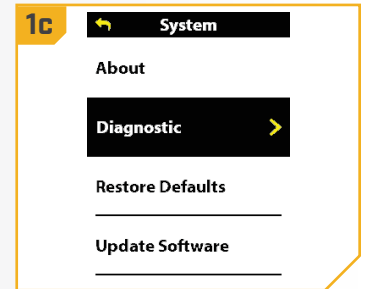 1c
System
About
Diagnostic
Restore Defaults
Update Software